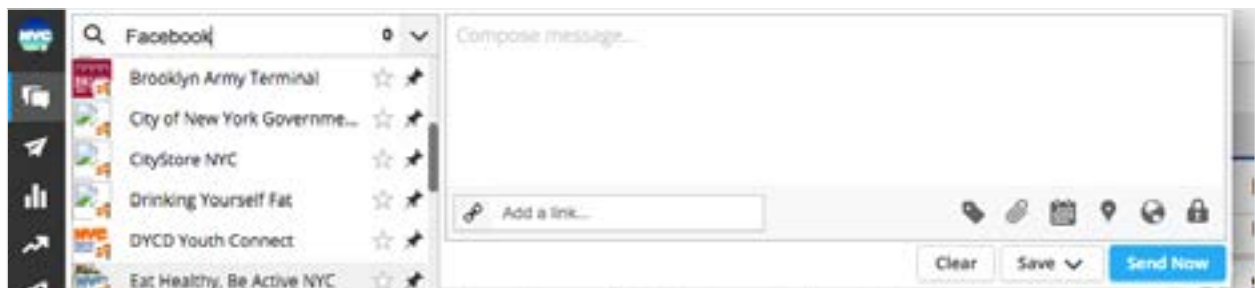 NYC
Facebook 0
Compose message...
Brooklyn Army Terminal
City of New York Governme...
CityStore NYC
Drinking Yourself Fat
Add a link...
DYCD Youth Connect
Clear Save Send Now
Eat Healthy, Be Active NYC